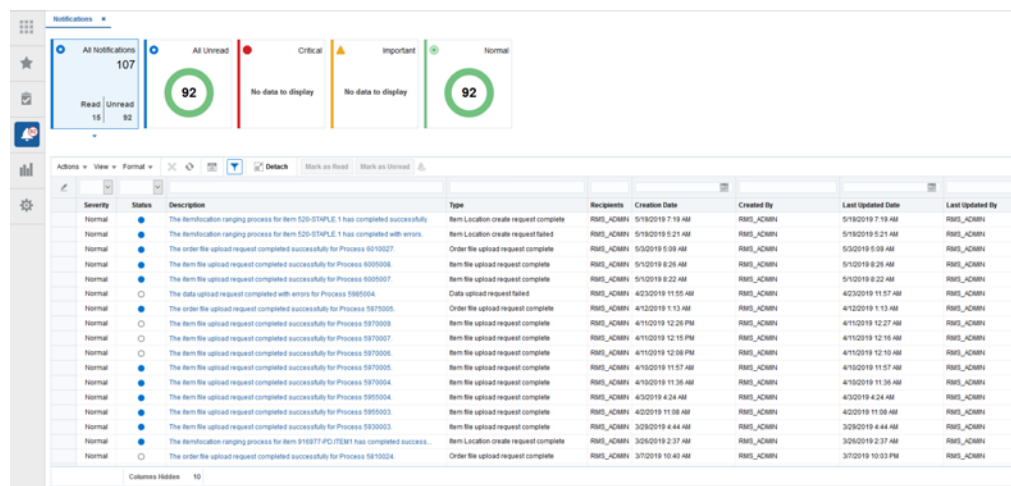 Notifications ×
All Notifications
107
Read Unread
15 92
All Unread
92
Critical
No data to display
Important
No data to display
Normal
92
Actions View Format Detach Mark as Read Mark as Unread
Severity Status Description Type Recipients Creation Date Created By Last Updated Date Last Updated By
Normal The item/location ranging process for item 520-STAPLE.1 has completed successfully. Item Location create request complete RMS_ADMIN 5/19/2019 7:19 AM RMS_ADMIN 5/19/2019 7:19 AM RMS_ADMIN
Normal The item/location ranging process for item 520-STAPLE.1 has completed with errors. Item Location create request failed RMS_ADMIN 5/19/2019 5:21 AM RMS_ADMIN 5/19/2019 5:21 AM RMS_ADMIN
Normal The order file upload request completed successfully for Process 6010027. Order file upload request complete RMS_ADMIN 5/3/2019 5:09 AM RMS_ADMIN 5/3/2019 5:09 AM RMS_ADMIN
Normal The item file upload request completed successfully for Process 6005008. Item file upload request complete RMS_ADMIN 5/1/2019 8:26 AM RMS_ADMIN 5/1/2019 8:26 AM RMS_ADMIN
Normal The item file upload request completed successfully for Process 6005007. Item file upload request complete RMS_ADMIN 5/1/2019 8:22 AM RMS_ADMIN 5/1/2019 8:22 AM RMS_ADMIN
Normal The data upload request completed with errors for Process 5985004. Data upload request failed RMS_ADMIN 4/23/2019 11:55 AM RMS_ADMIN 4/23/2019 11:57 AM RMS_ADMIN
Normal The order file upload request completed successfully for Process 5975005. Order file upload request complete RMS_ADMIN 4/12/2019 1:13 AM RMS_ADMIN 4/12/2019 1:13 AM RMS_ADMIN
Normal The item file upload request completed successfully for Process 5970009. Item file upload request complete RMS_ADMIN 4/11/2019 12:26 PM RMS_ADMIN 4/11/2019 12:27 AM RMS_ADMIN
Normal The item file upload request completed successfully for Process 5970007. Item file upload request complete RMS_ADMIN 4/11/2019 12:15 PM RMS_ADMIN 4/11/2019 12:16 AM RMS_ADMIN
Normal The item file upload request completed successfully for Process 5970006. Item file upload request complete RMS_ADMIN 4/11/2019 12:08 PM RMS_ADMIN 4/11/2019 12:10 AM RMS_ADMIN
Normal The item file upload request completed successfully for Process 5970005. Item file upload request complete RMS_ADMIN 4/10/2019 11:57 AM RMS_ADMIN 4/10/2019 11:57 AM RMS_ADMIN
Normal The item file upload request completed successfully for Process 5970004. Item file upload request complete RMS_ADMIN 4/10/2019 11:36 AM RMS_ADMIN 4/10/2019 11:36 AM RMS_ADMIN
Normal The item file upload request completed successfully for Process 5955004. Item file upload request complete RMS_ADMIN 4/3/2019 4:24 AM RMS_ADMIN 4/3/2019 4:24 AM RMS_ADMIN
Normal The item file upload request completed successfully for Process 5955003. Item file upload request complete RMS_ADMIN 4/2/2019 11:08 AM RMS_ADMIN 4/2/2019 11:08 AM RMS_ADMIN
Normal The item file upload request completed successfully for Process 5930003. Item file upload request complete RMS_ADMIN 3/29/2019 4:44 AM RMS_ADMIN 3/29/2019 4:44 AM RMS_ADMIN
Normal The item/location ranging process for item 916977-PD.ITEM1 has completed success... Item Location create request complete RMS_ADMIN 3/26/2019 2:37 AM RMS_ADMIN 3/26/2019 2:37 AM RMS_ADMIN
Normal The order file upload request completed successfully for Process 5810024. Order file upload request complete RMS_ADMIN 3/7/2019 10:40 AM RMS_ADMIN 3/7/2019 10:03 PM RMS_ADMIN
Columns Hidden 10